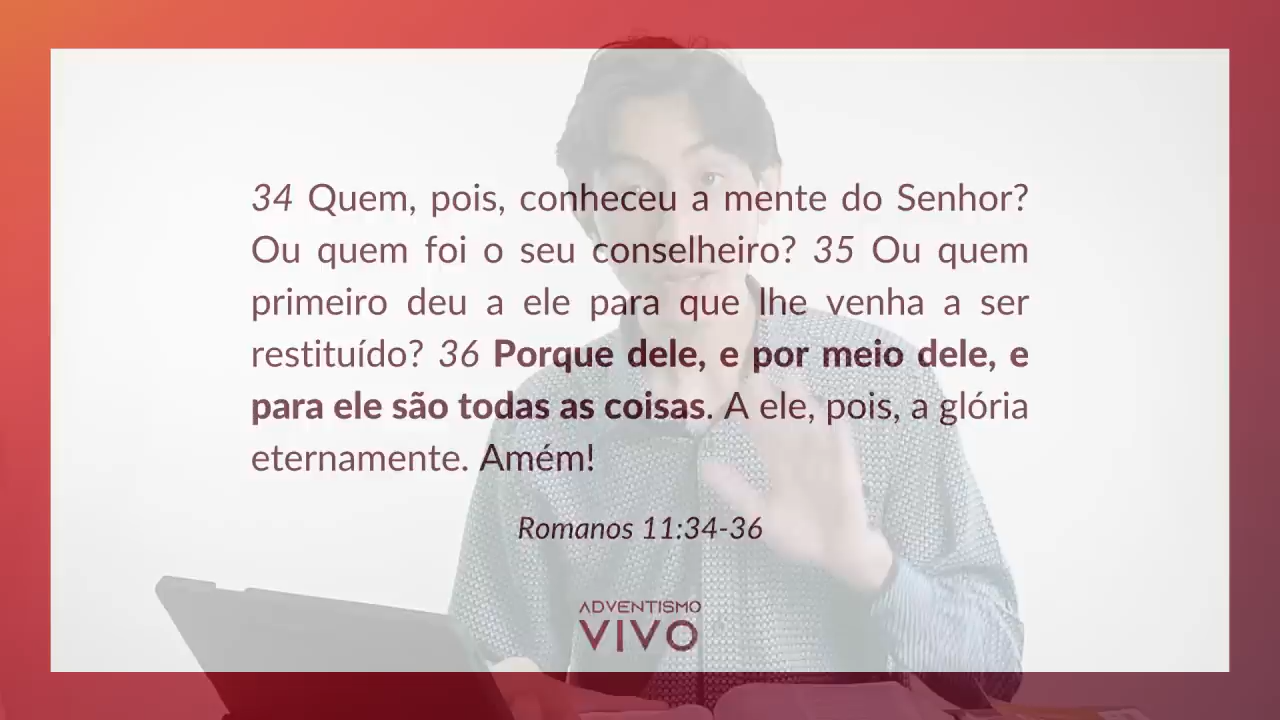 34 Quem, pois, conheceu a mente do Senhor?
Ou quem foi o seu conselheiro? 35 Ou quem
primeiro deu a ele para que lhe venha a ser
restituído? 36 Porque dele, e por meio dele, e
para ele são todas as coisas. A ele, pois, a glória
eternamente. Amém!
Romanos 11:34-36
ADVENTISMO
VIVO